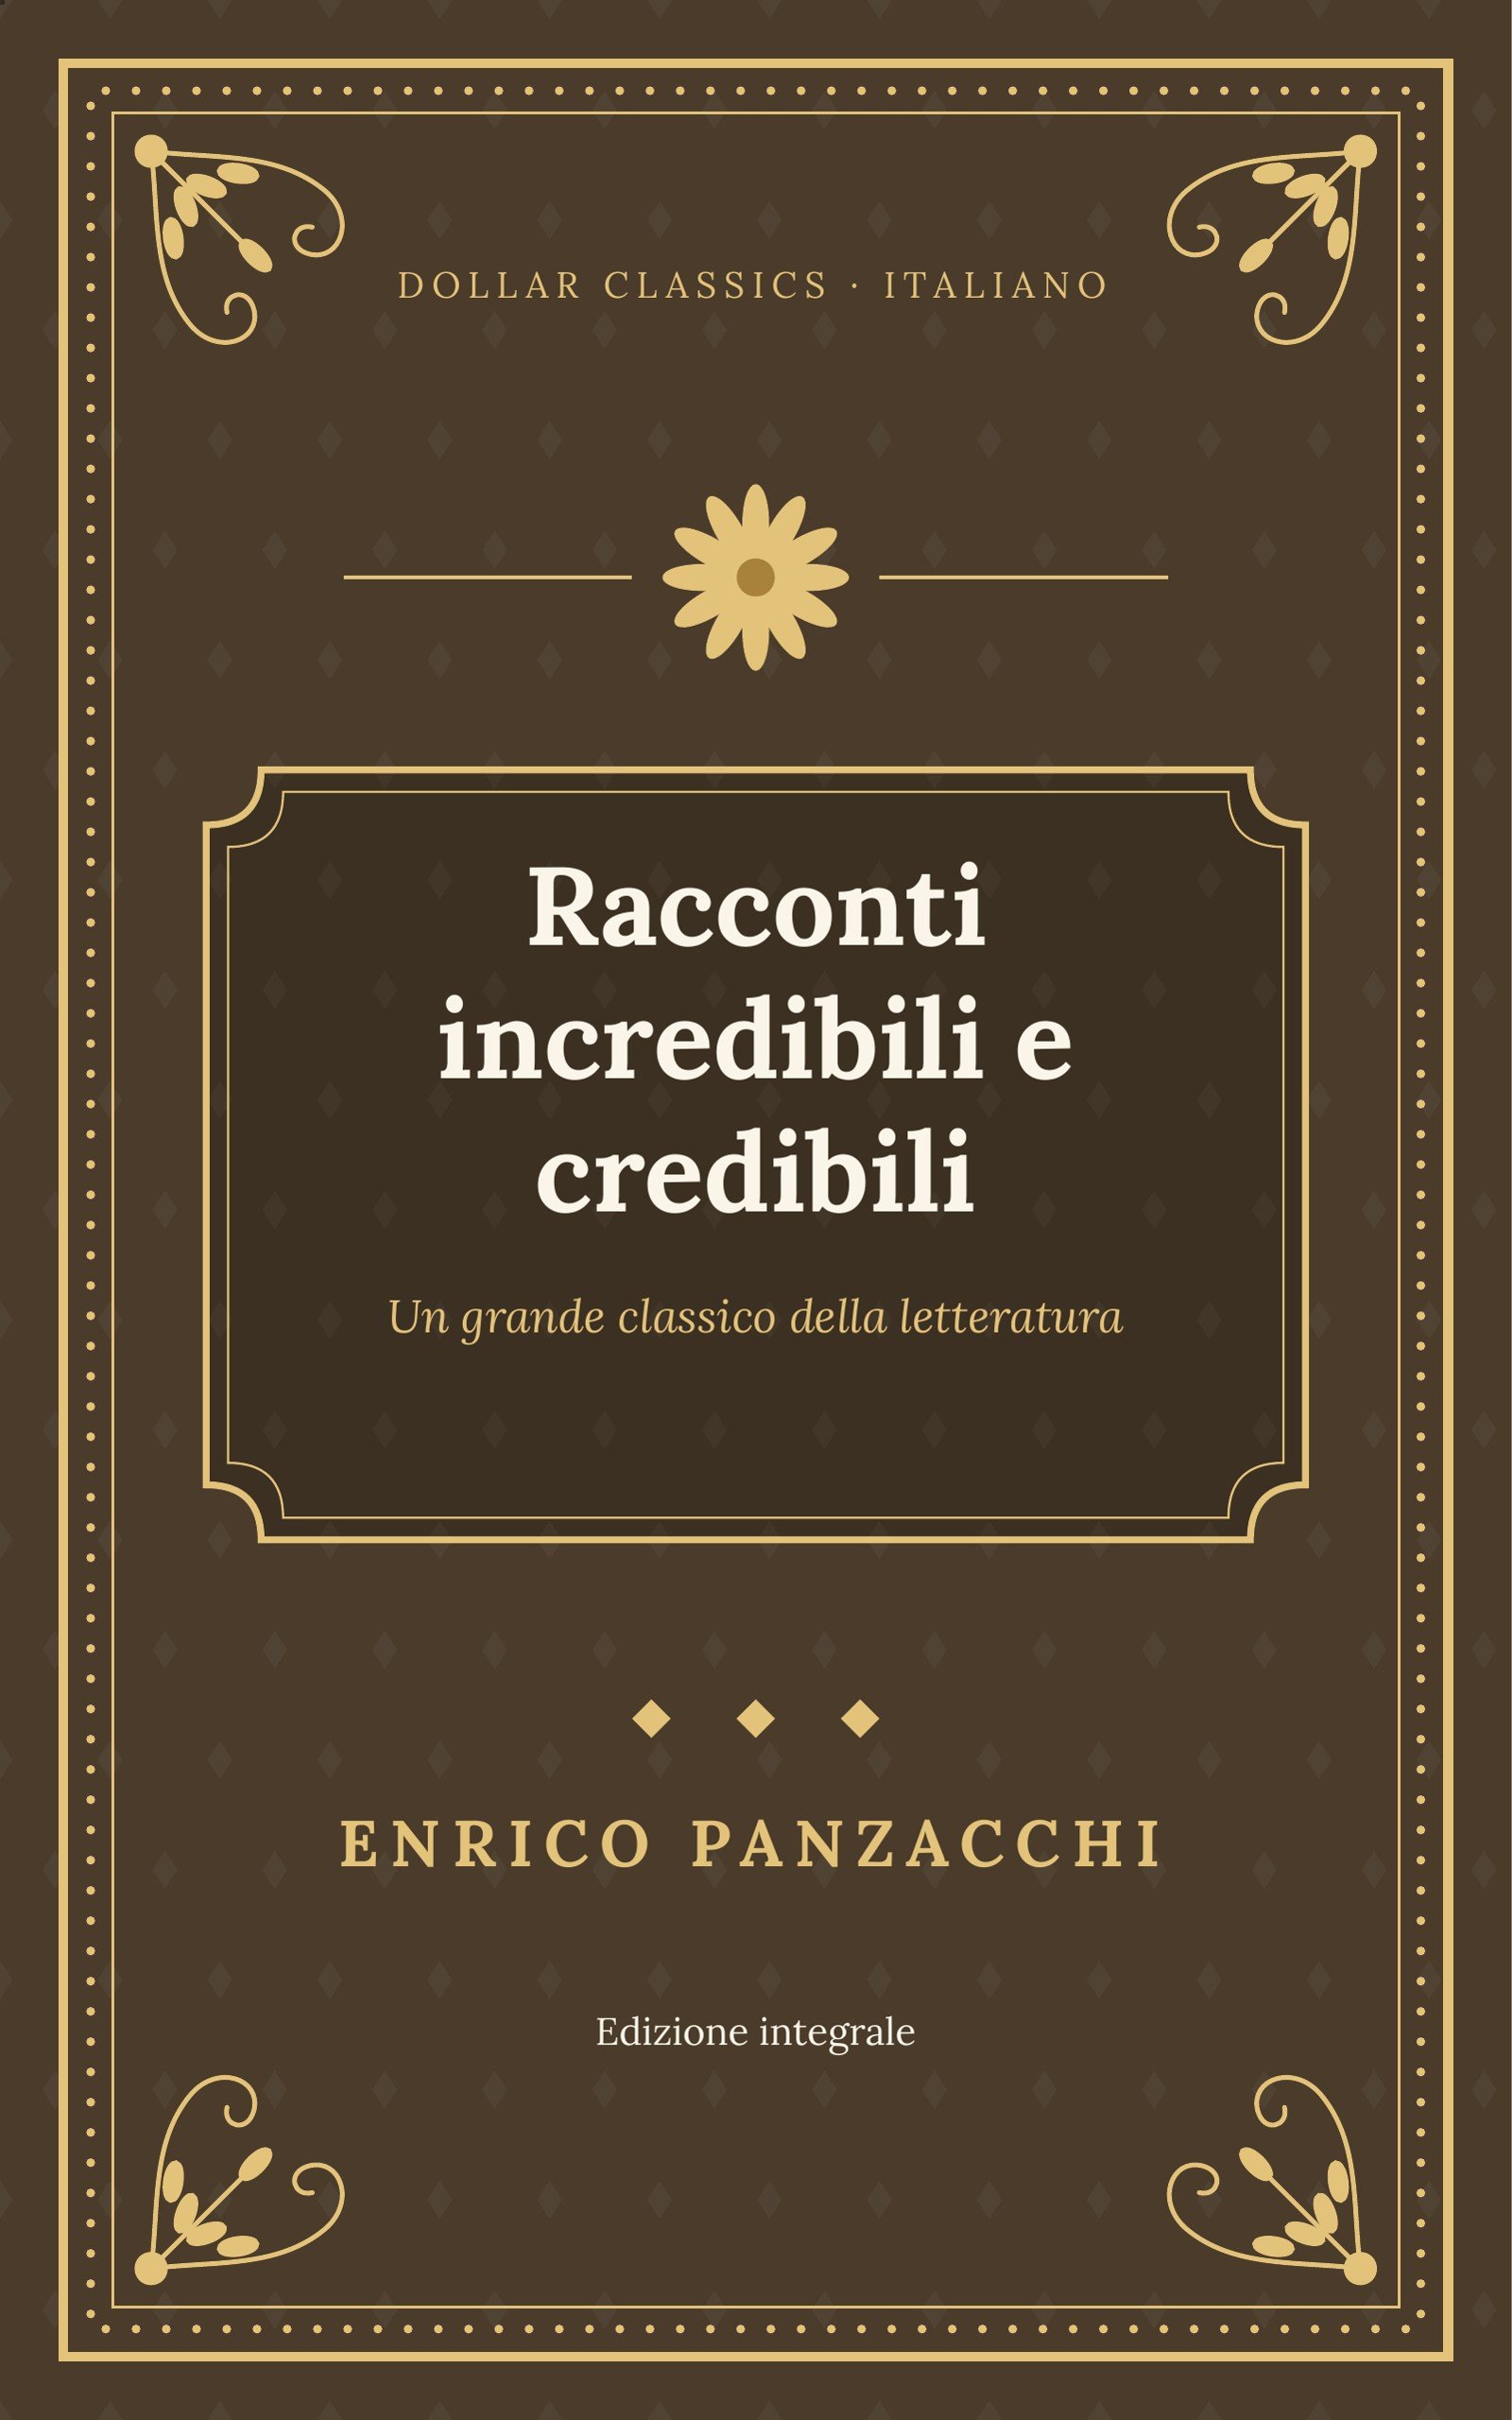 DOLLAR CLASSICS · ITALIANO
Racconti
incredibili e
credibili
Un grande classico della letteratura
ENRICO PANZACCHI
Edizione integrale